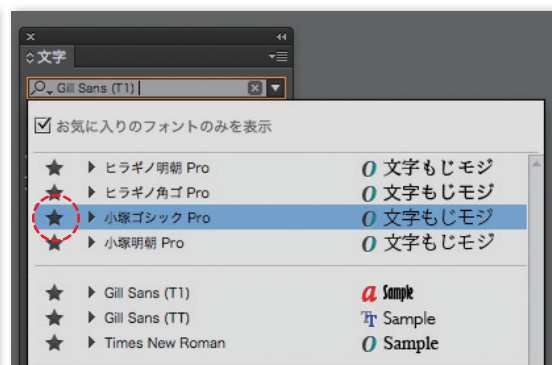 文字
Gill Sans (T1)
お気に入りのフォントのみを表示
ヒラギノ明朝 Pro 文字もじモジ
ヒラギノ角ゴ Pro 文字もじモジ
小塚ゴシック Pro 文字もじモジ
小塚明朝 Pro 文字もじモジ
Gill Sans (T1) Sample
Gill Sans (TT) Sample
Times New Roman Sample